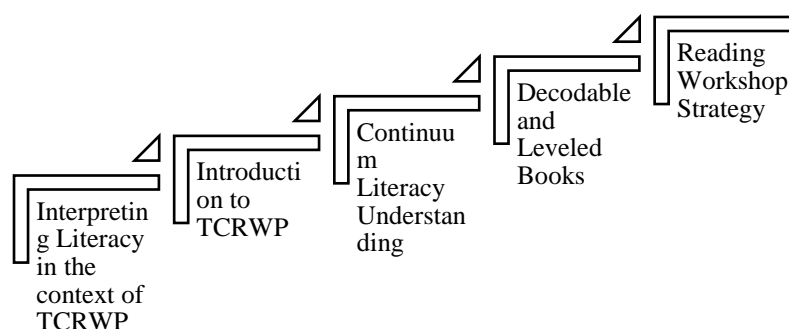 Interpretin
g Literacy
in the
context of
TCRWP
Introducti
on to
TCRWP
Continuu
m
Literacy
Understan
ding
Decodable
and
Leveled
Books
Reading
Workshop
Strategy